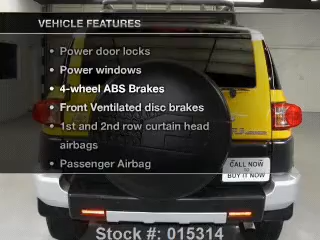 VEHICLE FEATURES
• Power door locks
• Power windows
• 4-wheel ABS Brakes
• Front Ventilated disc brakes
• 1st and 2nd row curtain head
airbags
• Passenger Airbag
CALL NOW
TO
BUY IT NOW
Stock #: 015314